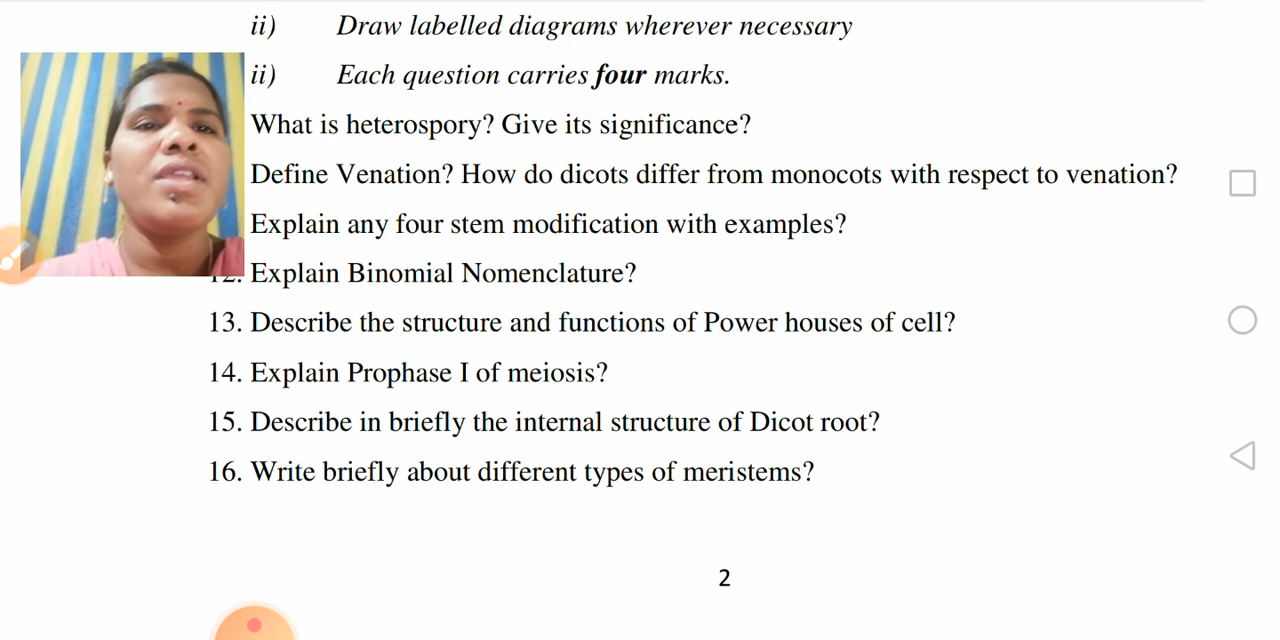 ii) Draw labelled diagrams wherever necessary
ii) Each question carries four marks.
What is heterospory? Give its significance?
Define Venation? How do dicots differ from monocots with respect to venation?
Explain any four stem modification with examples?
12. Explain Binomial Nomenclature?
13. Describe the structure and functions of Power houses of cell?
14. Explain Prophase I of meiosis?
15. Describe in briefly the internal structure of Dicot root?
16. Write briefly about different types of meristems?
2